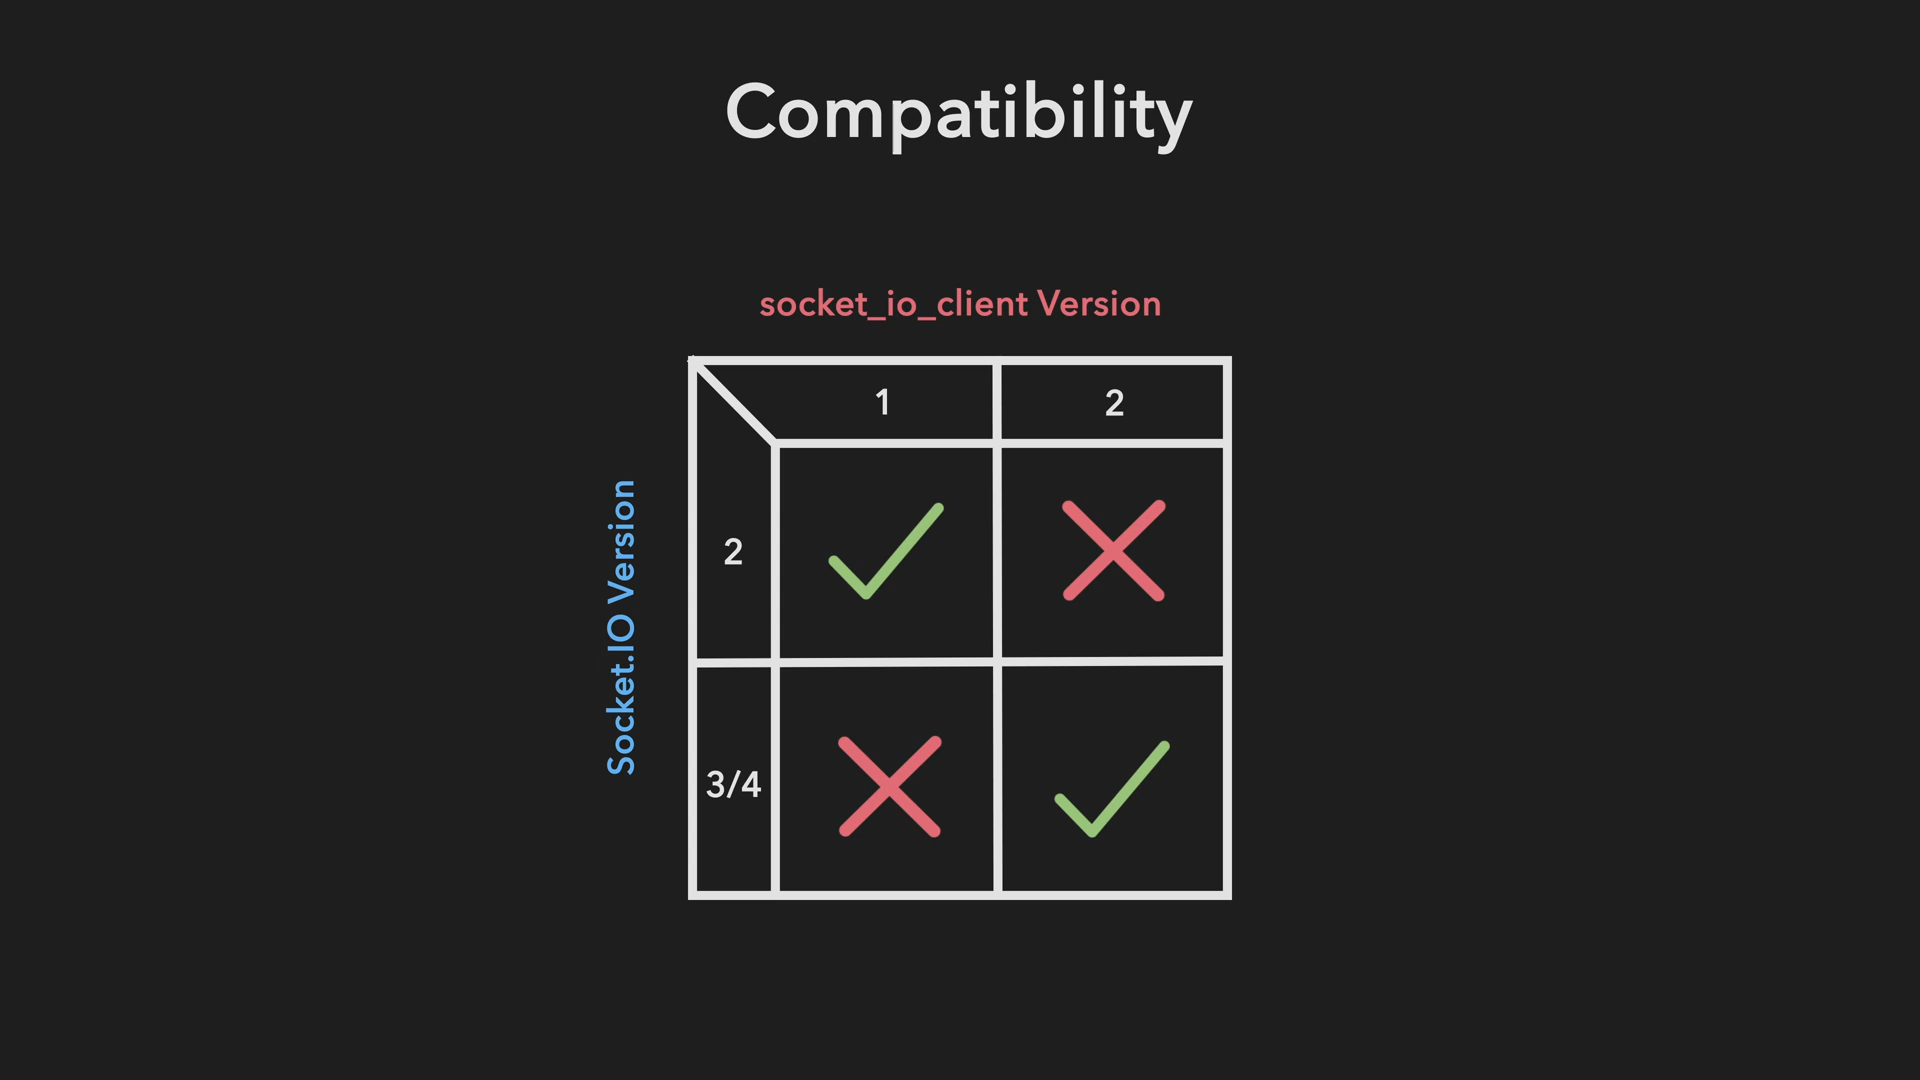 Compatibility
socket_io_client Version
1
2
Socket.IO Version
2
3/4